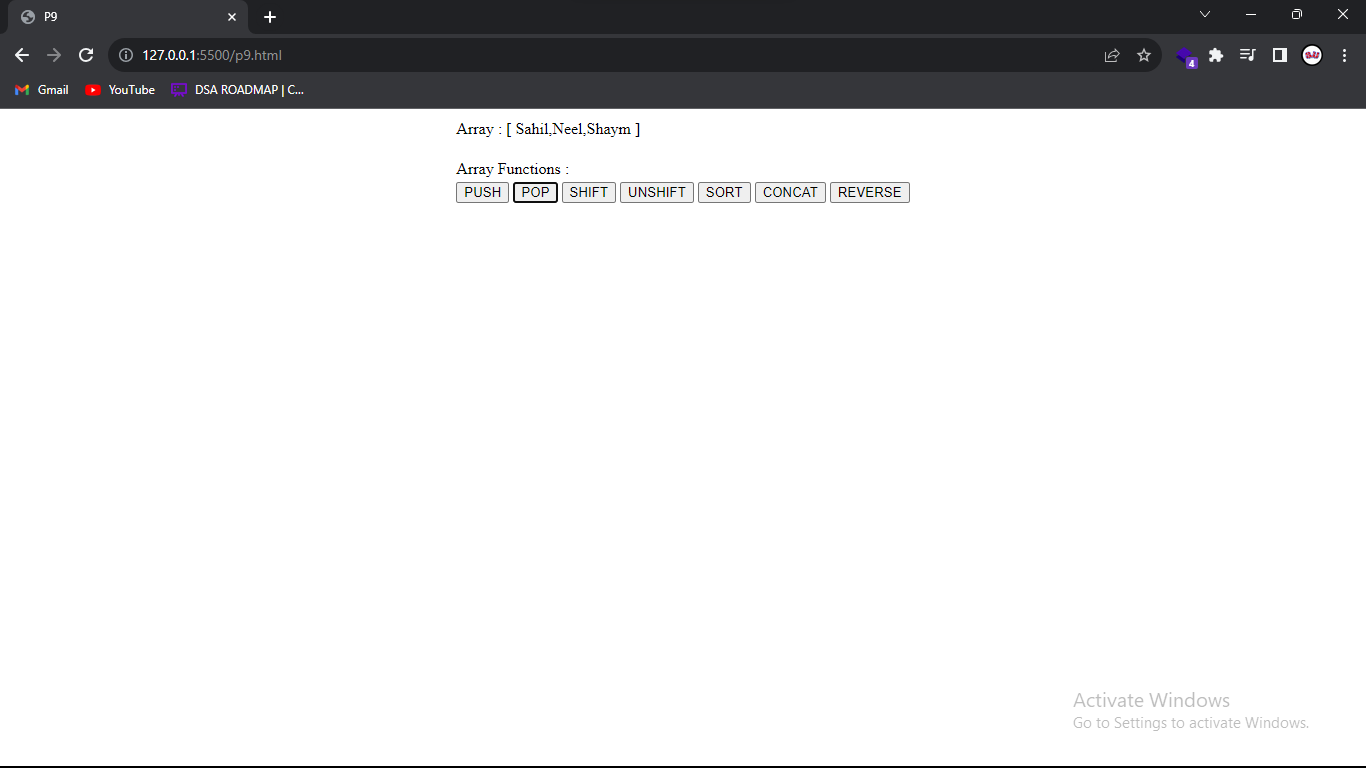 P9
127.0.0.1:5500/p9.html
4
Gmail YouTube DSA ROADMAP | C...
Array : [ Sahil,Neel,Shaym ]
Array Functions :
PUSH POP SHIFT UNSHIFT SORT CONCAT REVERSE
Activate Windows
Go to Settings to activate Windows.